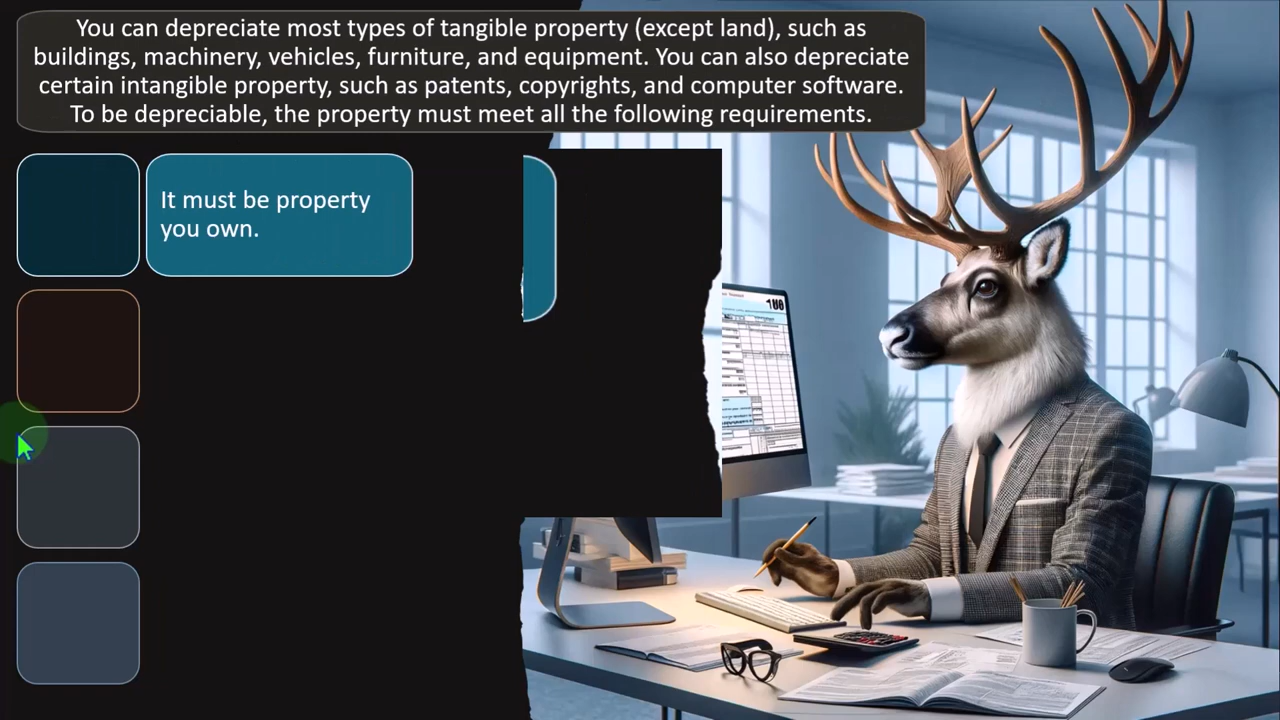 You can depreciate most types of tangible property (except land), such as
buildings, machinery, vehicles, furniture, and equipment. You can also depreciate
certain intangible property, such as patents, copyrights, and computer software.
To be depreciable, the property must meet all the following requirements.
It must be property
you own.